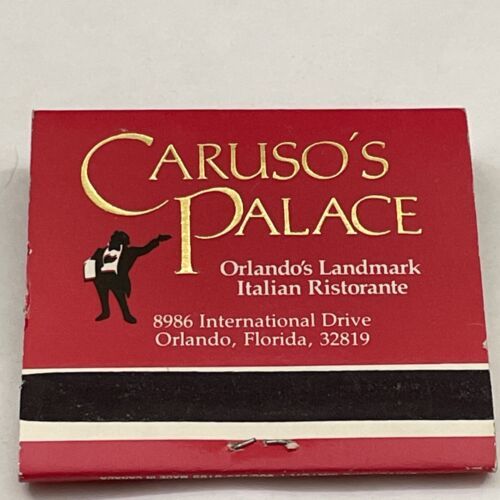 CARUSO'S
PALACE
Orlando's Landmark
Italian Ristorante
8986 International Drive
Orlando, Florida, 32819